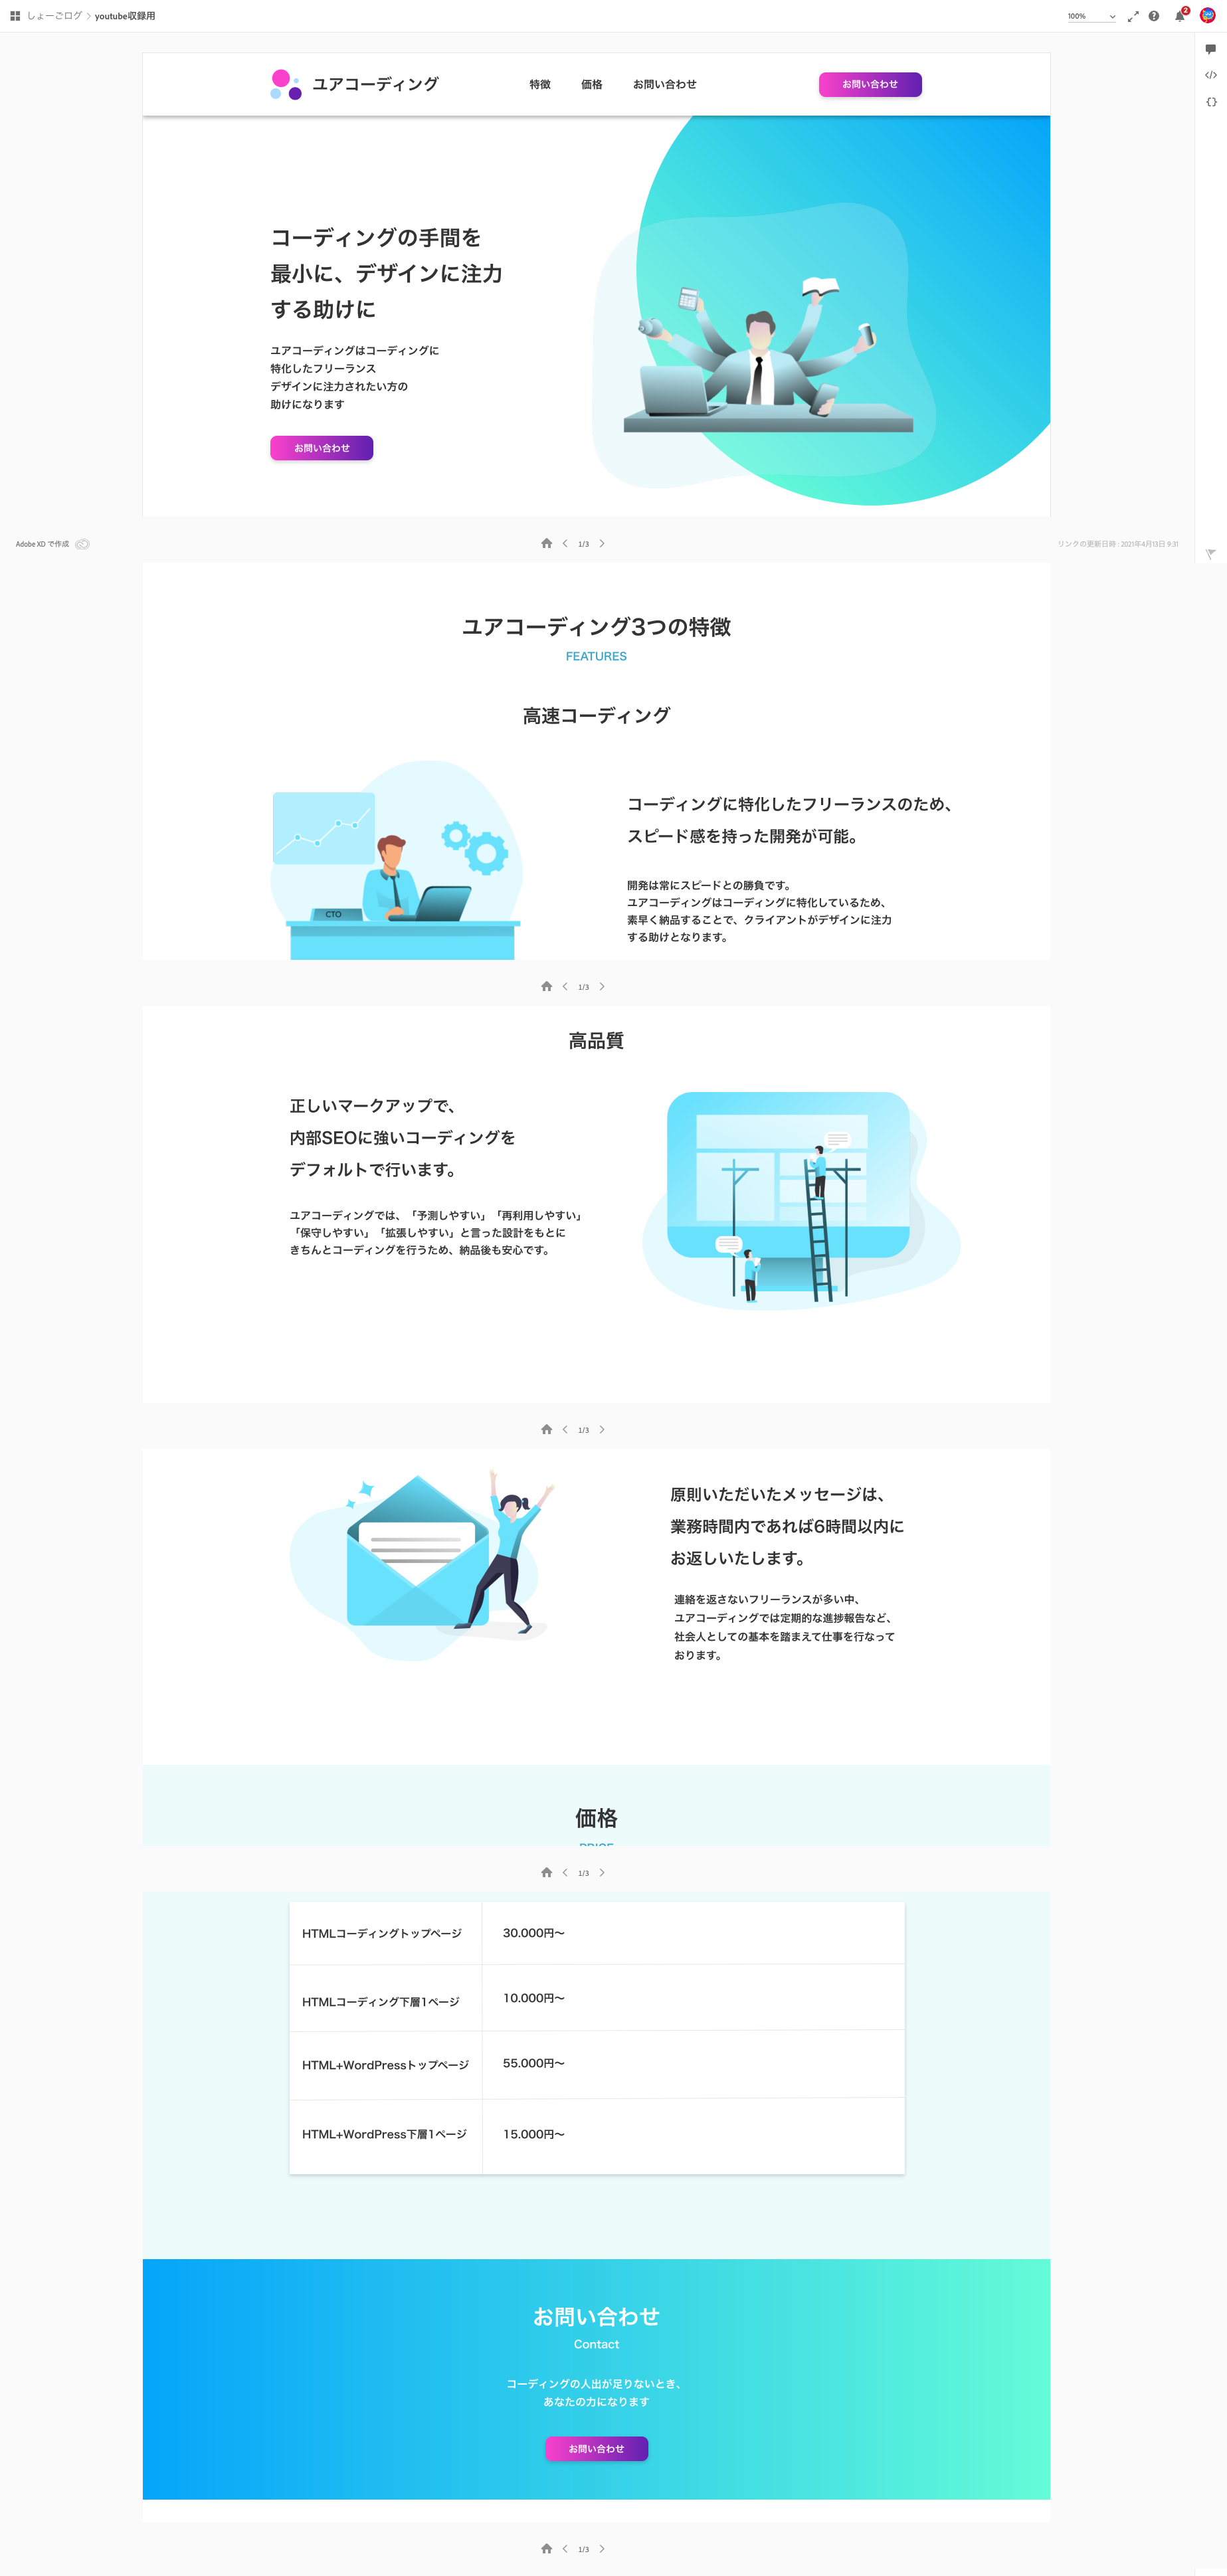 しょーごログ > youtube収録用
100%
2
ユアコーディング
特徴
価格
お問い合わせ
お問い合わせ
コーディングの手間を
最小に、デザインに注力
する助けに
ユアコーディングはコーディングに
特化したフリーランス
デザインに注力されたい方の
助けになります
お問い合わせ
Adobe XD で作成
1/3
リンクの更新日時 : 2021年4月13日 9:31
ユアコーディング3つの特徴
FEATURES
高速コーディング
CTO
コーディングに特化したフリーランスのため、
スピード感を持った開発が可能。
開発は常にスピードとの勝負です。
ユアコーディングはコーディングに特化しているため、
素早く納品することで、クライアントがデザインに注力
する助けとなります。
1/3
高品質
正しいマークアップで、
内部SEOに強いコーディングを
デフォルトで行います。
ユアコーディングでは、「予測しやすい」「再利用しやすい」
「保守しやすい」「拡張しやすい」と言った設計をもとに
きちんとコーディングを行うため、納品後も安心です。
1/3
原則いただいたメッセージは、
業務時間内であれば6時間以内に
お返しいたします。
連絡を返さないフリーランスが多い中、
ユアコーディングでは定期的な進捗報告など、
社会人としての基本を踏まえて仕事を行なって
おります。
価格
PRICE
1/3
HTMLコーディングトップページ
30.000円〜
HTMLコーディング下層1ページ
10.000円〜
HTML+WordPressトップページ
55.000円〜
HTML+WordPress下層1ページ
15.000円〜
お問い合わせ
Contact
コーディングの人出が足りないとき、
あなたの力になります
お問い合わせ
1/3